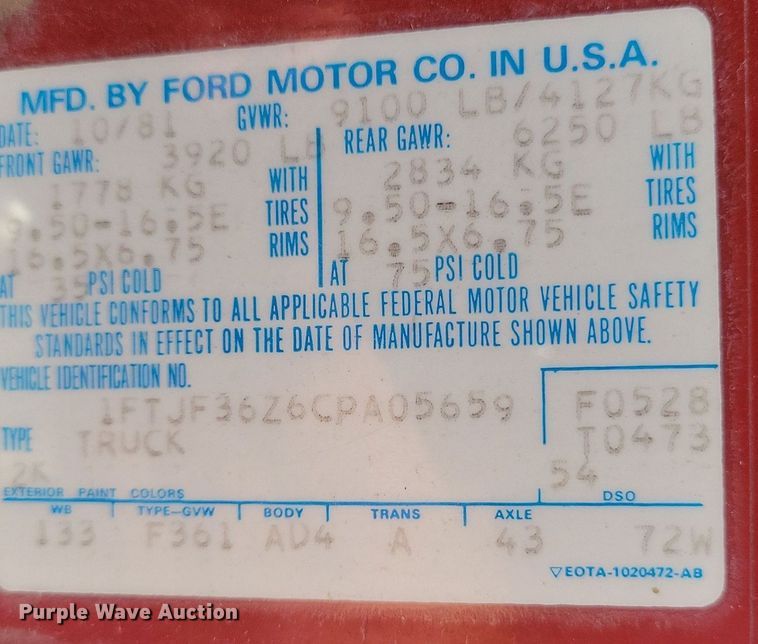 MFD. BY FORD MOTOR CO. IN U.S.A.
DATE: 10/81 GVWR: 9100 LB/4127KG
FRONT GAWR: 3920 LB REAR GAWR: 6250 LB
1778 KG WITH 2834 KG WITH
9.50-16.5E TIRES 9.50-16.5E TIRES
16.5X6.75 RIMS 16.5X6.75 RIMS
AT 35 PSI COLD AT 75 PSI COLD
THIS VEHICLE CONFORMS TO ALL APPLICABLE FEDERAL MOTOR VEHICLE SAFETY
STANDARDS IN EFFECT ON THE DATE OF MANUFACTURE SHOWN ABOVE.
VEHICLE IDENTIFICATION NO.
1FTJF36Z6CPA05659 F0528
TYPE TRUCK T0473
2K 54
EXTERIOR PAINT COLORS DSO
WB TYPE-GVW BODY TRANS AXLE
133 F361 AD4 A 43 72W
▽EOTA-1020472-AB
Purple Wave Auction